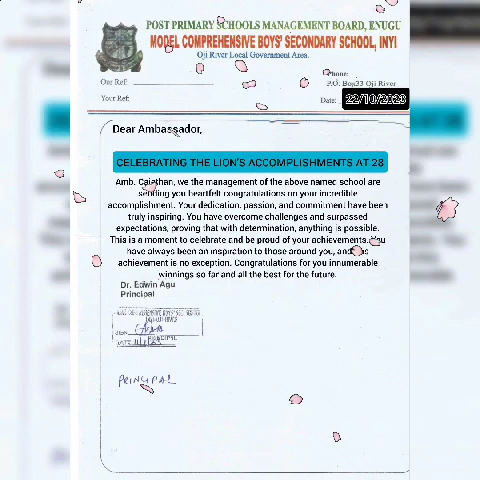 POST PRIMARY SCHOOLS MANAGEMENT BOARD, ENUGU
MODEL COMPREHENSIVE BOYS' SECONDARY SCHOOL, INYI
Oji River Local Government Area.
Our Ref:
Phone:
P.O. Box33 Oji River
Your Ref:
Date: 22/10/2023
Dear Ambassador,
CELEBRATING THE LION'S ACCOMPLISHMENTS AT 28
Amb. Cajethan, we the management of the above named school are
sending you heartfelt congratulations on your incredible
accomplishment. Your dedication, passion, and commitment have been
truly inspiring. You have overcome challenges and surpassed
expectations, proving that with determination, anything is possible.
This is a moment to celebrate and be proud of your achievements. You
have always been an inspiration to those around you, and this
achievement is no exception. Congratulations for you innumerable
winnings so far and all the best for the future.
Dr. Edwin Agu
Principal
PRINCIPAL
PRINCIPAL